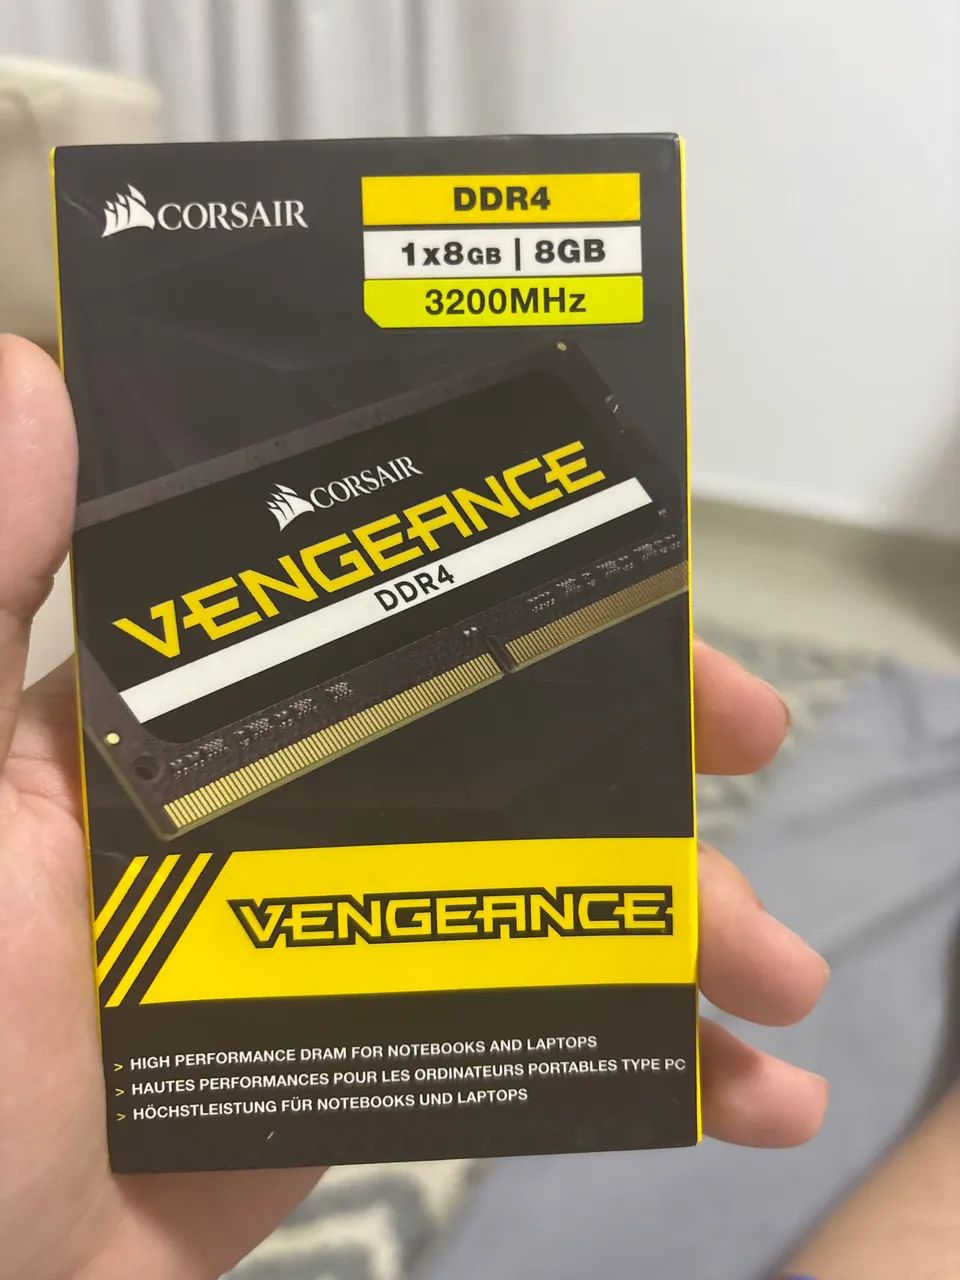 CORSAIR
DDR4
1x8GB | 8GB
3200MHz
CORSAIR
VENGEANCE
DDR4
VENGEANCE
> HIGH PERFORMANCE DRAM FOR NOTEBOOKS AND LAPTOPS
> HAUTES PERFORMANCES POUR LES ORDINATEURS PORTABLES TYPE PC
> HÖCHSTLEISTUNG FÜR NOTEBOOKS UND LAPTOPS